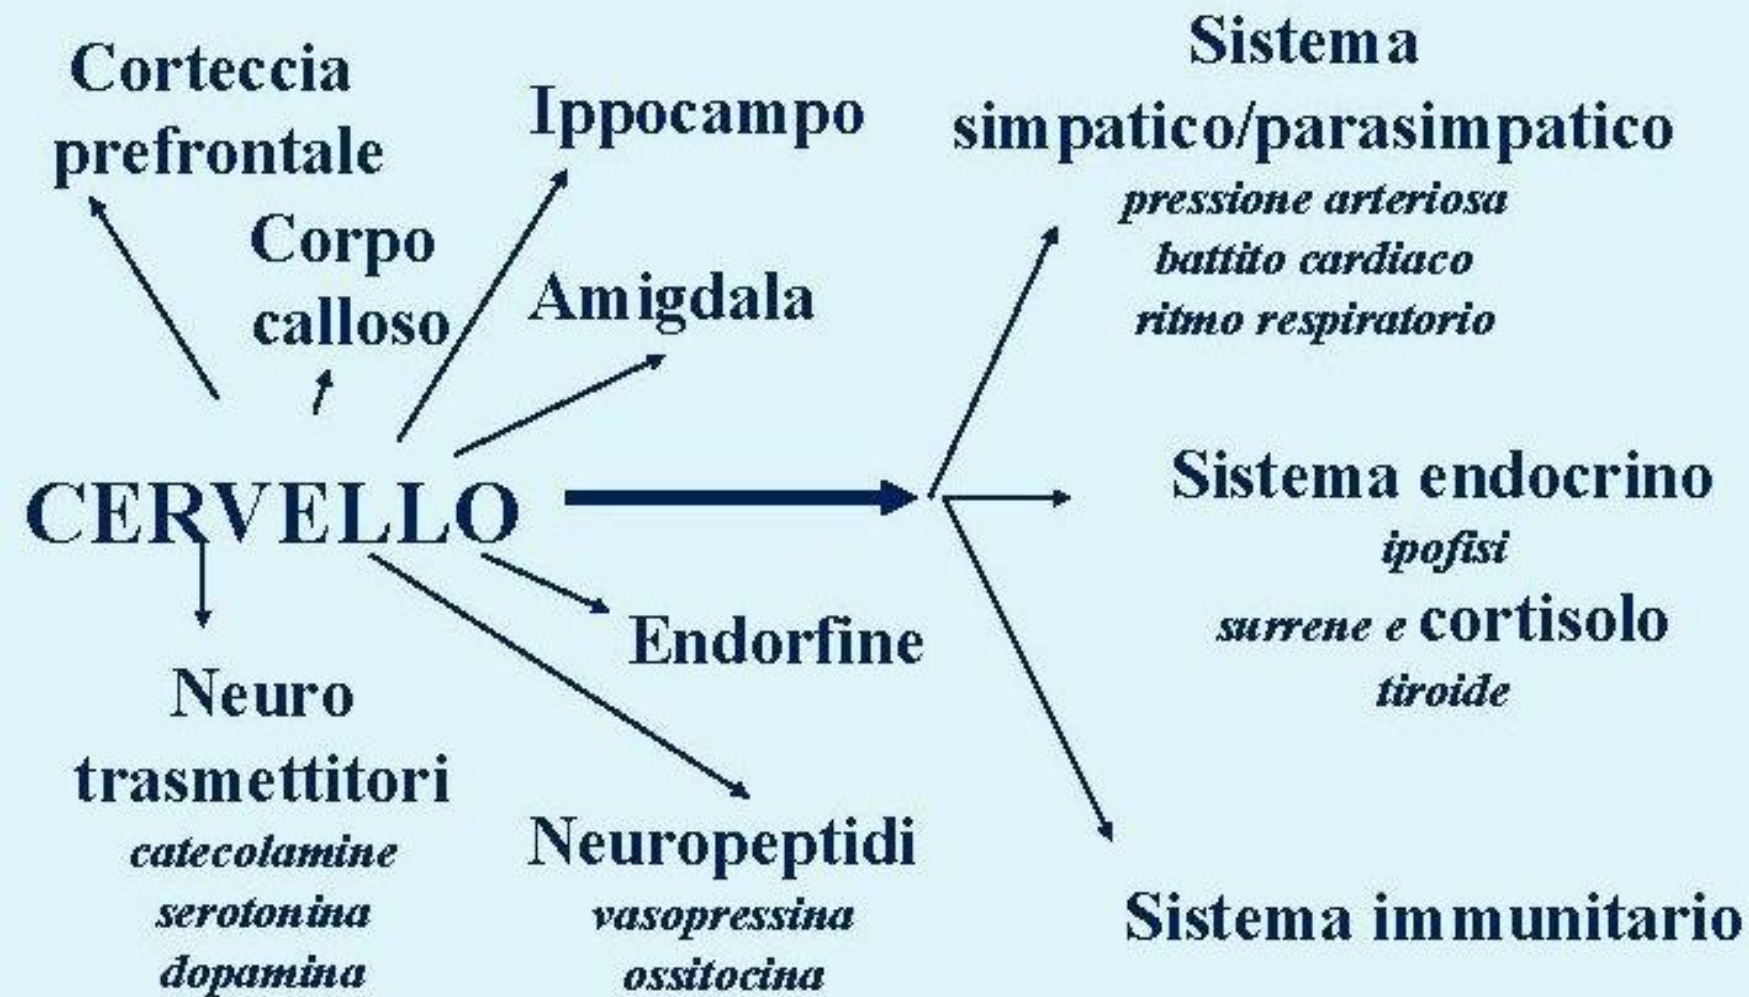 Corteccia
prefrontale
Corpo
calloso
Ippocampo
Amigdala
CERVELLO
Neuro
trasmettitori
catecolamine
serotonina
dopamina
Endorfine
Neuropeptidi
vasopressina
ossitocina
Sistema
simpatico/parasimpatico
pressione arteriosa
battito cardiaco
ritmo respiratorio
Sistema endocrino
ipofisi
surrene e cortisolo
tiroide
Sistema immunitario